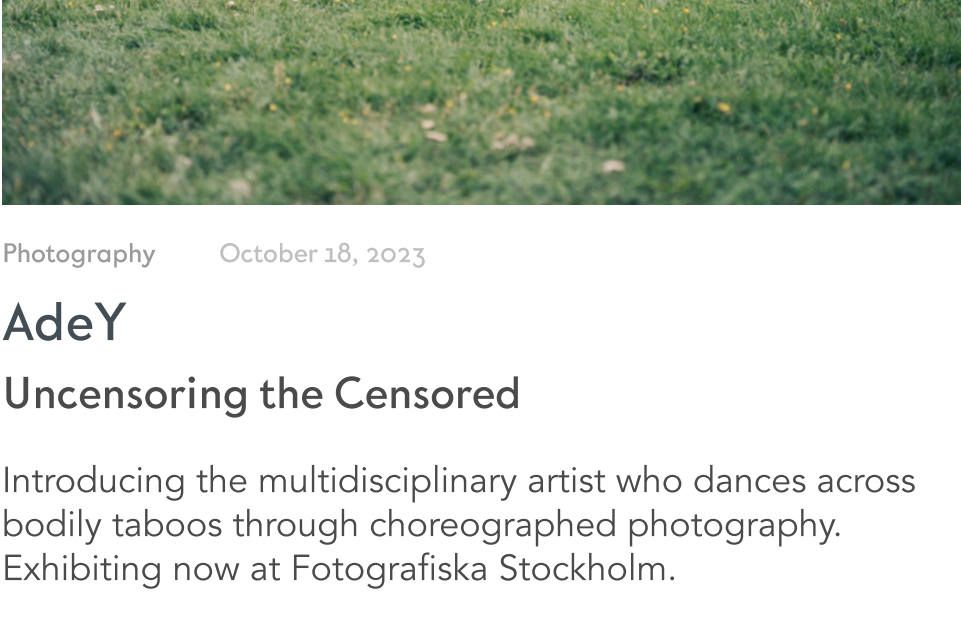 Photography October 18, 2023
AdeY
Uncensoring the Censored
Introducing the multidisciplinary artist who dances across
bodily taboos through choreographed photography.
Exhibiting now at Fotografiska Stockholm.